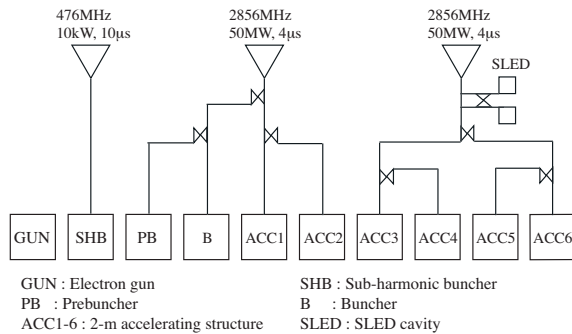 476MHz
10kW, 10μs
2856MHz
50MW, 4μs
2856MHz
50MW, 4μs
SLED
GUN
SHB
PB
B
ACC1
ACC2
ACC3
ACC4
ACC5
ACC6
GUN : Electron gun
SHB : Sub-harmonic buncher
PB : Prebuncher
B : Buncher
ACC1-6 : 2-m accelerating structure
SLED : SLED cavity